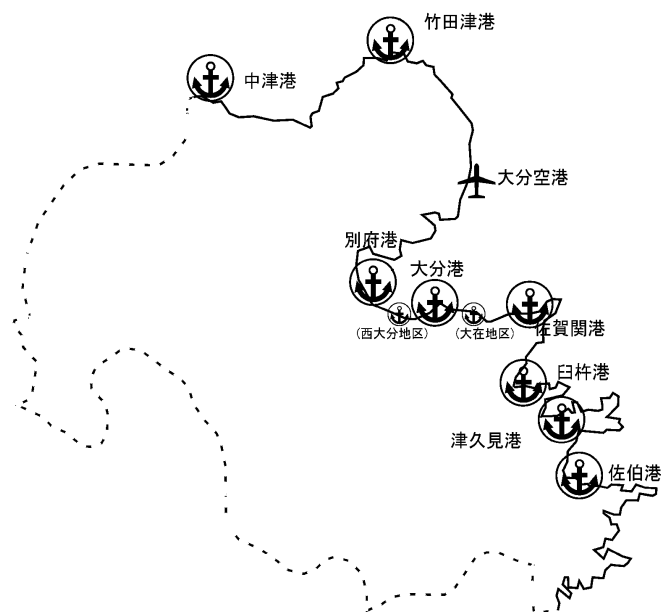 竹田津港
中津港
大分空港
別府港
大分港
(西大分地区)
(大在地区)
佐賀関港
臼杵港
津久見港
佐伯港